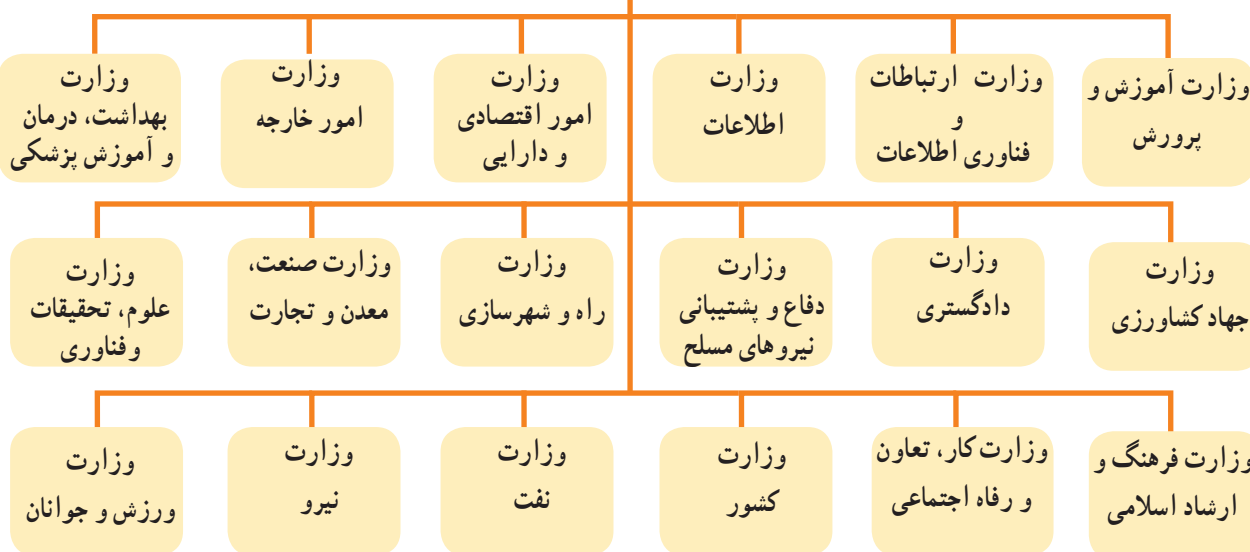 وزارت آموزش و
پرورش
وزارت ارتباطات
و
فناوری اطلاعات
وزارت
اطلاعات
وزارت
امور اقتصادی
و دارایی
وزارت
امور خارجه
وزارت
بهداشت، درمان
و آموزش پزشکی
وزارت
جهاد کشاورزی
وزارت
دادگستری
وزارت
دفاع و پشتیبانی
نیروهای مسلح
وزارت
راه و شهرسازی
وزارت صنعت،
معدن و تجارت
وزارت
علوم، تحقیقات
وفناوری
وزارت فرهنگ و
ارشاد اسلامی
وزارت کار، تعاون
و رفاه اجتماعی
وزارت
کشور
وزارت
نفت
وزارت
نیرو
وزارت
ورزش و جوانان